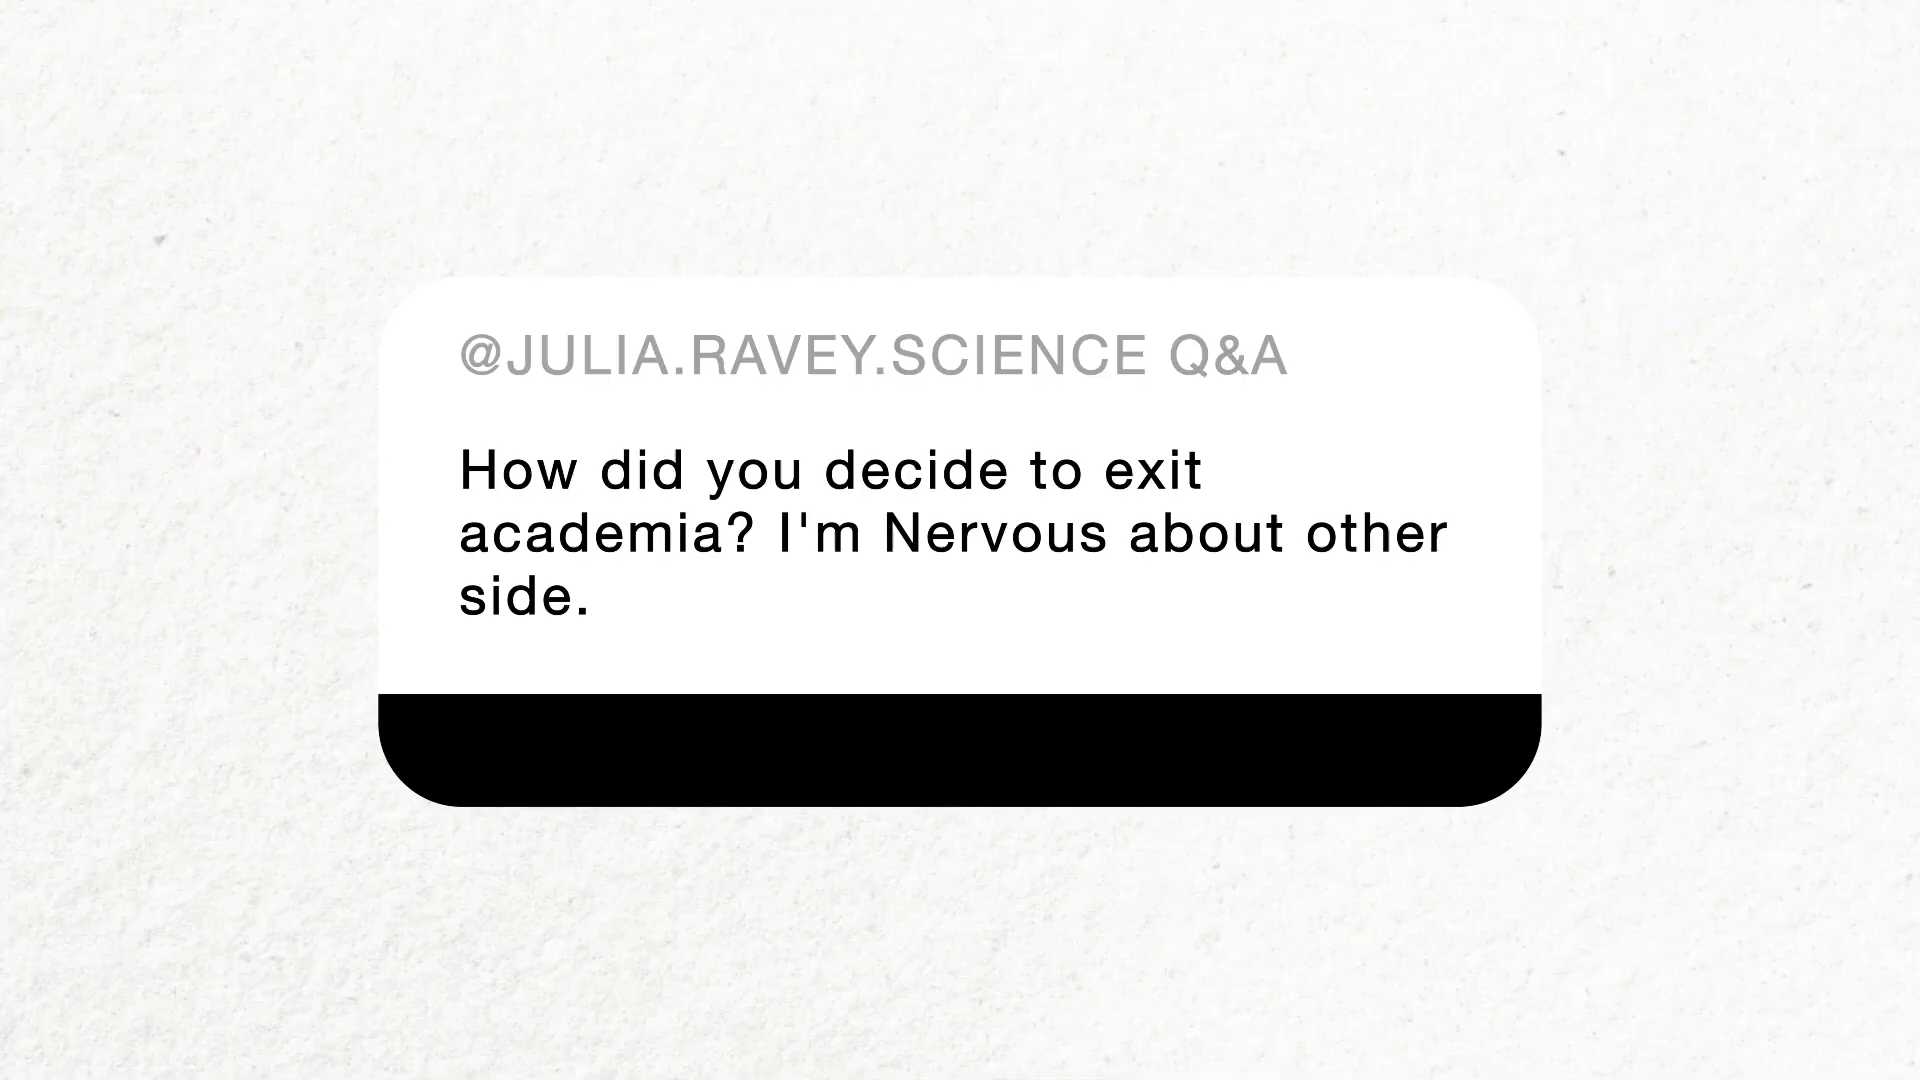 @JULIA.RAVEY.SCIENCE Q&A
How did you decide to exit
academia? I'm Nervous about other
side.